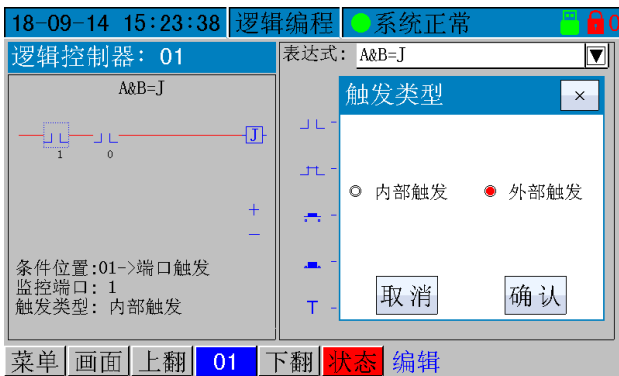 18-09-14 15:23:38 逻辑编程 系统正常 0
逻辑控制器: 01
表达式: A&B=J
A&B=J
J
1 0
+
−
条件位置:01->端口触发
监控端口: 1
触发类型: 内部触发
T
触发类型 ×
内部触发 外部触发
取消 确认
菜单 画面 上翻 01 下翻 状态 编辑